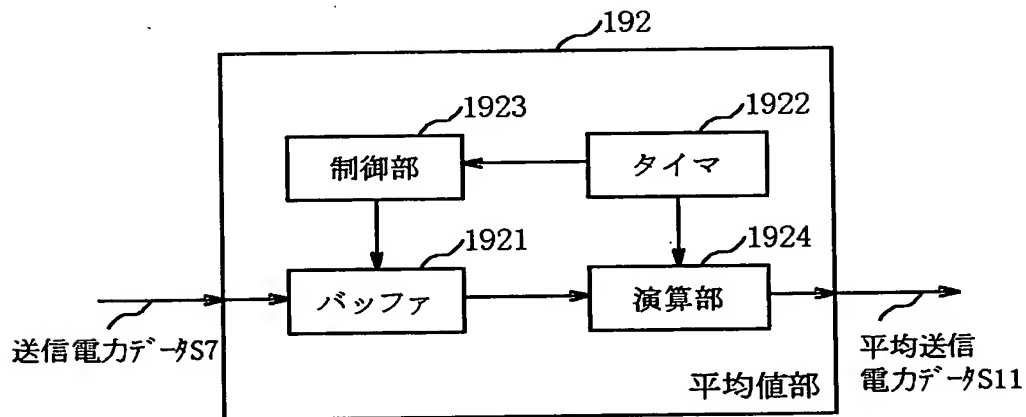 192
1923
1922
制御部
タイマ
1921
1924
バッファ
演算部
送信電力データS7
平均送信
電力データS11
平均値部